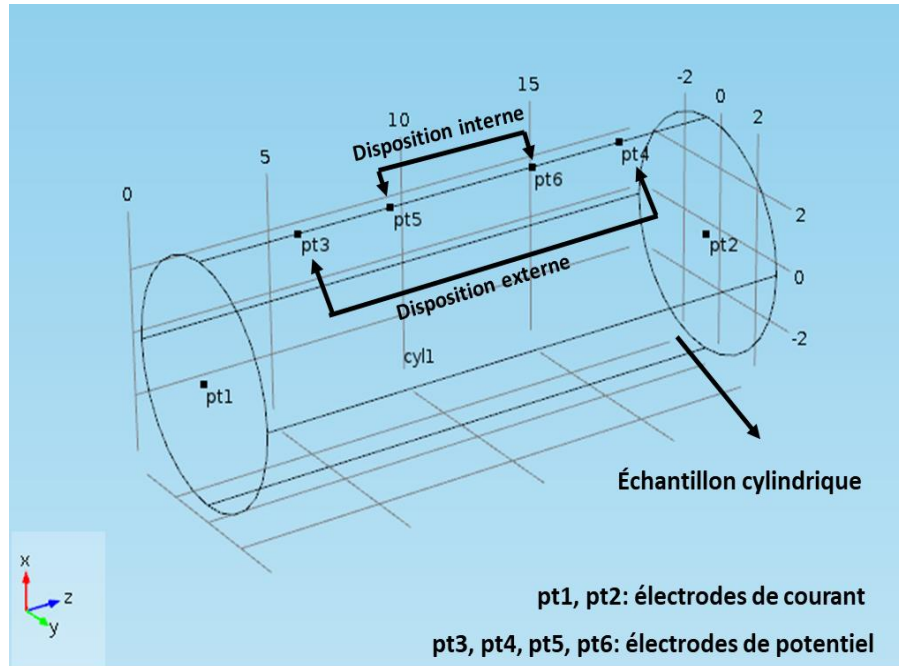 -2
0
2
15
10
5
0
Disposition interne
pt4
pt6
pt5
pt3
2
0
-2
pt2
Disposition externe
cyl1
pt1
Échantillon cylindrique
x
z
y
pt1, pt2: électrodes de courant
pt3, pt4, pt5, pt6: électrodes de potentiel